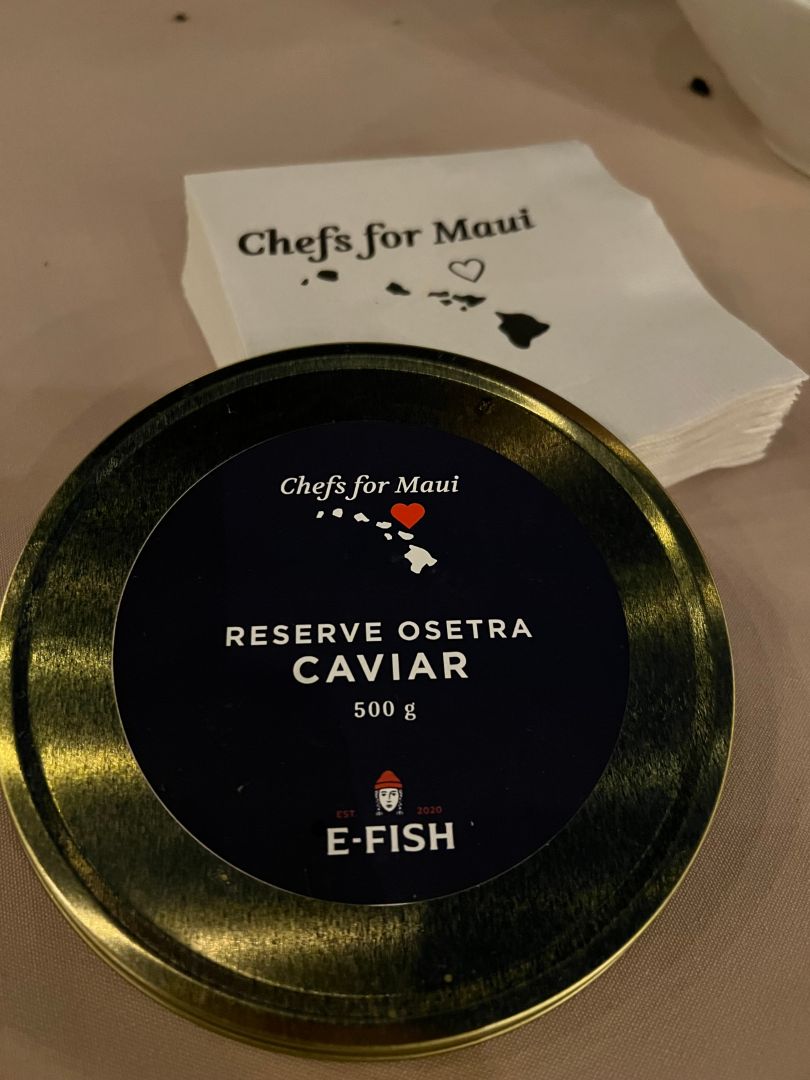 Chefs for Maui
Chefs for Maui
RESERVE OSETRA
CAVIAR
500 g
EST. 2020
E-FISH